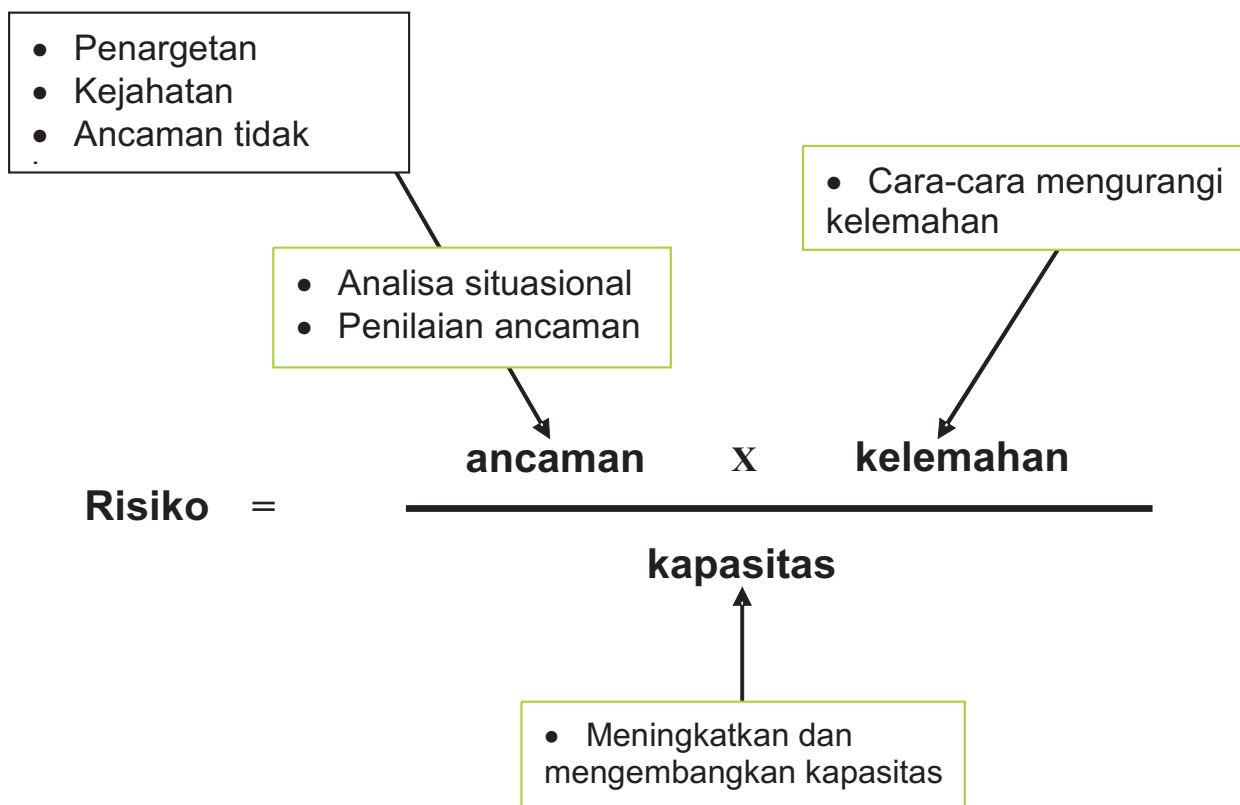 • Penargetan
• Kejahatan
• Ancaman tidak
• Cara-cara mengurangi
kelemahan
• Analisa situasional
• Penilaian ancaman
ancaman X kelemahan
Risiko =
kapasitas
• Meningkatkan dan
mengembangkan kapasitas